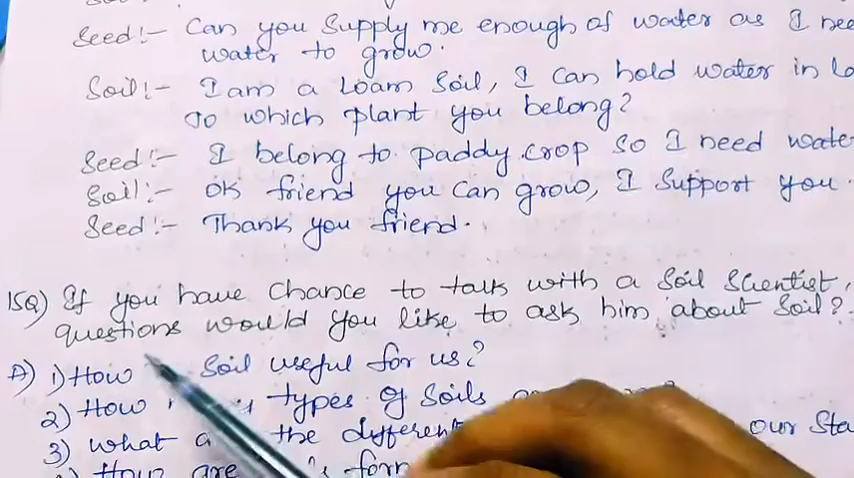 Seed:- Can you Supply me enough of water as I nee
water to grow.
Soil:- I am a Loam Soil, I can hold water in lo
To which plant you belong?
Seed:- I belong to paddy crop so I need wate
Soil:- OK friend you can grow, I Support you.
Seed:- Thank you friend.
15Q) If you have chance to talk with a Soil Scientist,
questions would you like to ask him about Soil?
A) 1) How Soil useful for us?
2) How types of Soils
3) what a the different our Sta
How are form